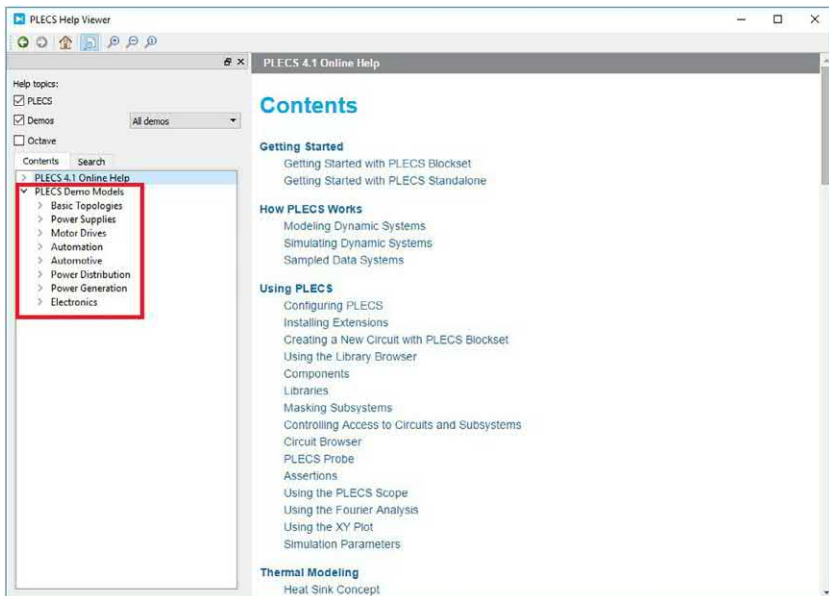 PLECS Help Viewer
PLECS 4.1 Online Help
Help topics:
PLECS
Demos All demos
Octave
Contents Search
PLECS 4.1 Online Help
PLECS Demo Models
Basic Topologies
Power Supplies
Motor Drives
Automation
Automotive
Power Distribution
Power Generation
Electronics
Contents
Getting Started
Getting Started with PLECS Blockset
Getting Started with PLECS Standalone
How PLECS Works
Modeling Dynamic Systems
Simulating Dynamic Systems
Sampled Data Systems
Using PLECS
Configuring PLECS
Installing Extensions
Creating a New Circuit with PLECS Blockset
Using the Library Browser
Components
Libraries
Masking Subsystems
Controlling Access to Circuits and Subsystems
Circuit Browser
PLECS Probe
Assertions
Using the PLECS Scope
Using the Fourier Analysis
Using the XY Plot
Simulation Parameters
Thermal Modeling
Heat Sink Concept